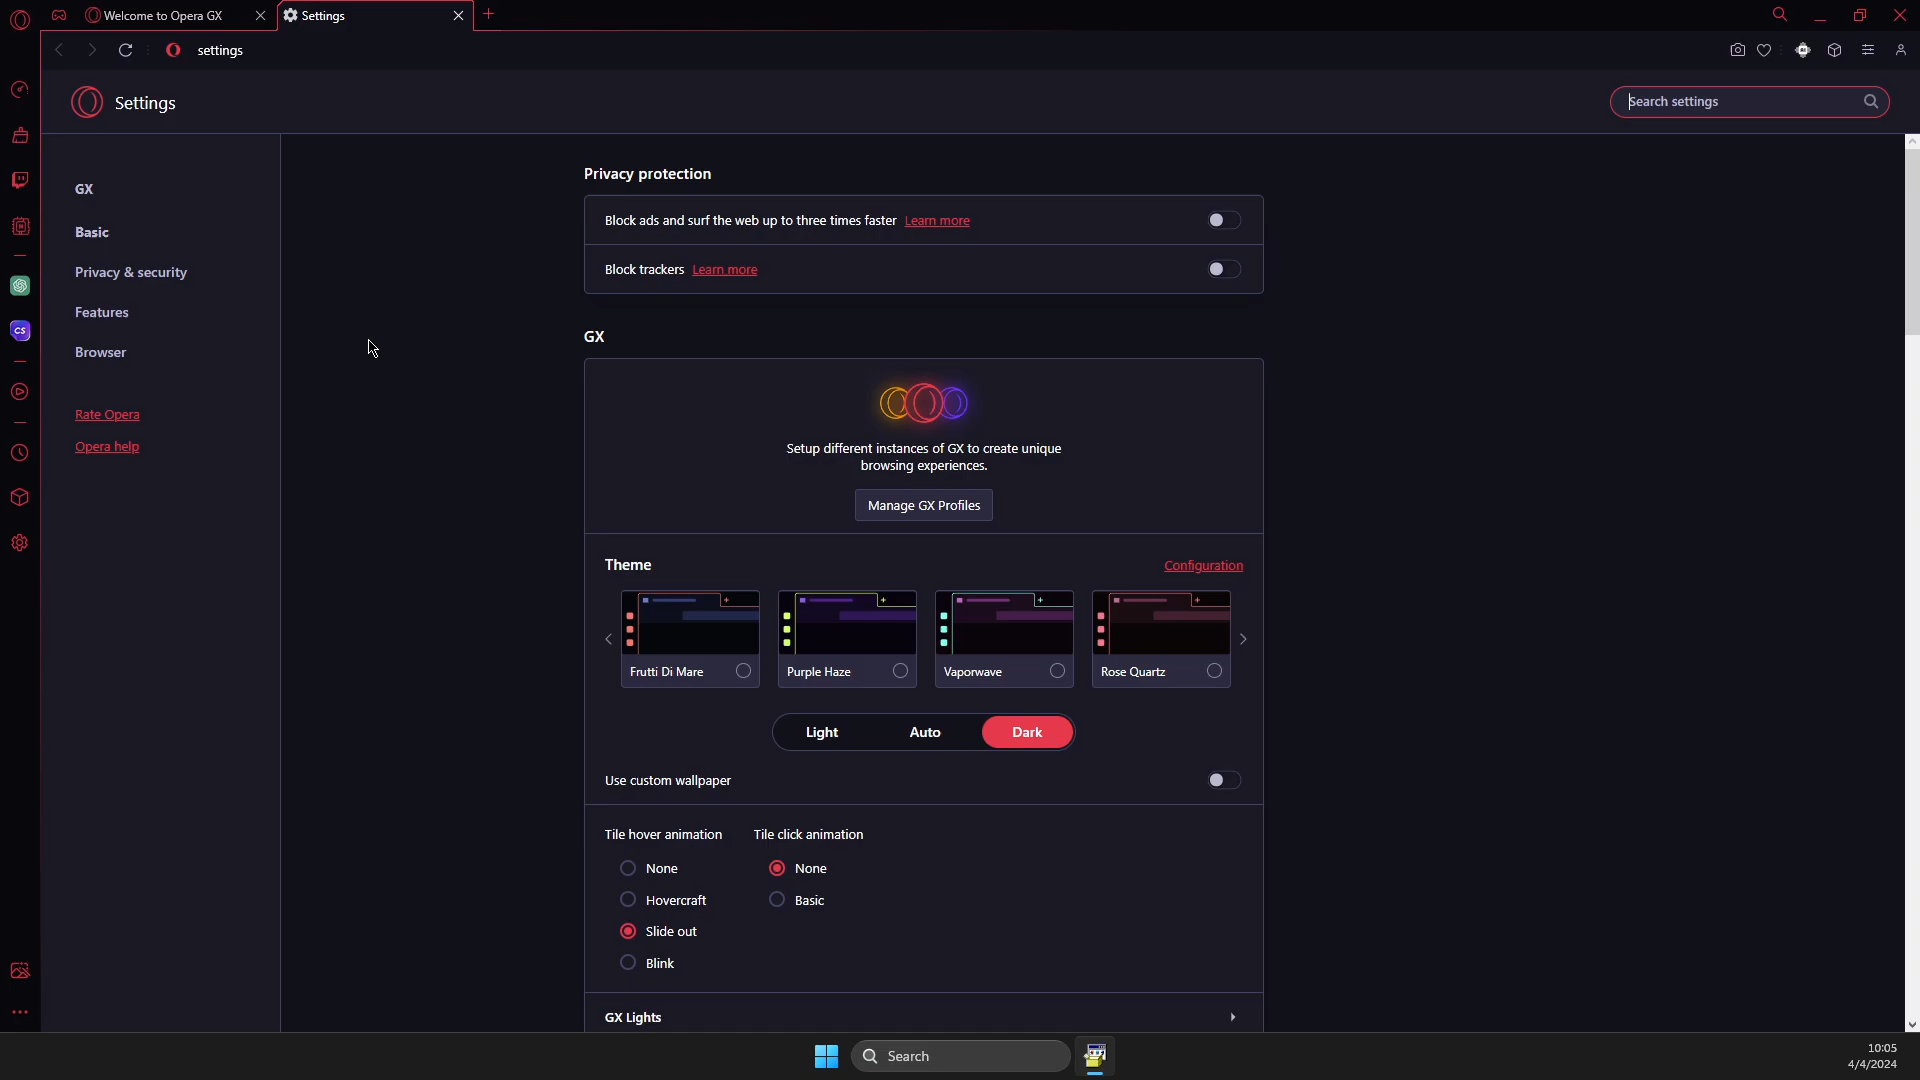 Welcome to Opera GX
Settings
settings
Settings
Search settings
GX
Basic
Privacy & security
Features
Browser
Rate Opera
Opera help
CS
Privacy protection
Block ads and surf the web up to three times faster Learn more
Block trackers Learn more
GX
Setup different instances of GX to create unique
browsing experiences.
Manage GX Profiles
Theme
Configuration
Frutti Di Mare
Purple Haze
Vaporwave
Rose Quartz
Light
Auto
Dark
Use custom wallpaper
Tile hover animation
Tile click animation
None
None
Hovercraft
Basic
Slide out
Blink
GX Lights
Search
10:05
4/4/2024